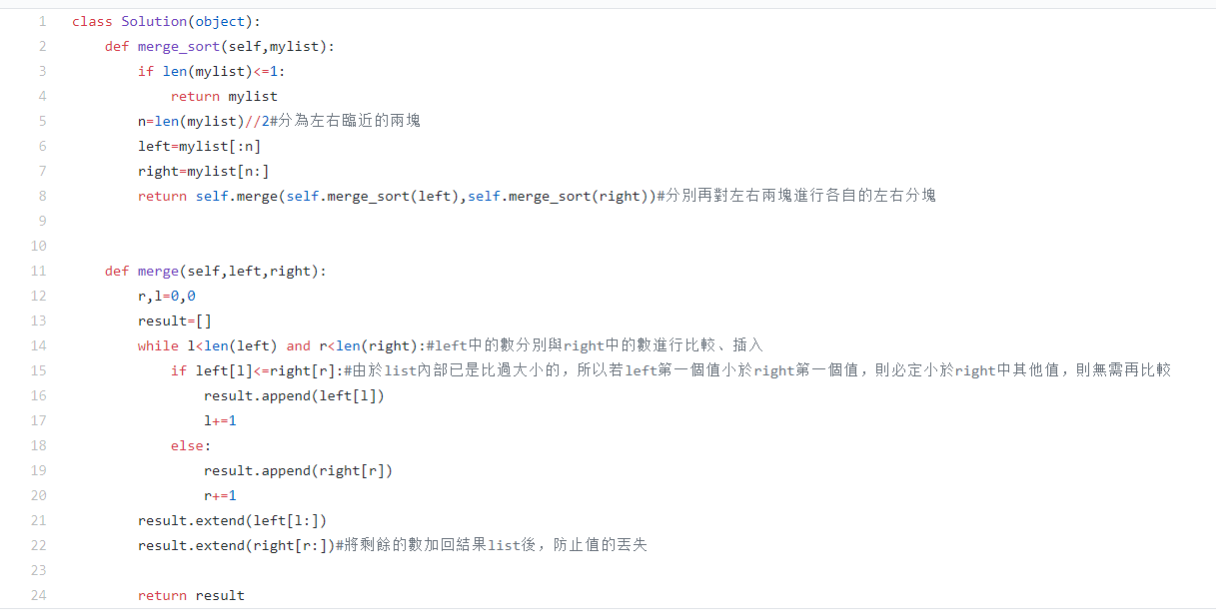 1 class Solution(object):
2     def merge_sort(self,mylist):
3         if len(mylist)<=1:
4             return mylist
5         n=len(mylist)//2#分為左右臨近的兩塊
6         left=mylist[:n]
7         right=mylist[n:]
8         return self.merge(self.merge_sort(left),self.merge_sort(right))#分別再對左右兩塊進行各自的左右分塊
9
10
11     def merge(self,left,right):
12         r,l=0,0
13         result=[]
14         while l<len(left) and r<len(right):#left中的數分別與right中的數進行比較、插入
15             if left[l]<=right[r]:#由於list內部已是比過大小的，所以若left第一個值小於right第一個值，則必定小於right中其他值，則無需再比較
16                 result.append(left[l])
17                 l+=1
18             else:
19                 result.append(right[r])
20                 r+=1
21         result.extend(left[l:])
22         result.extend(right[r:])#將剩餘的數加回結果list後，防止值的丟失
23
24         return result